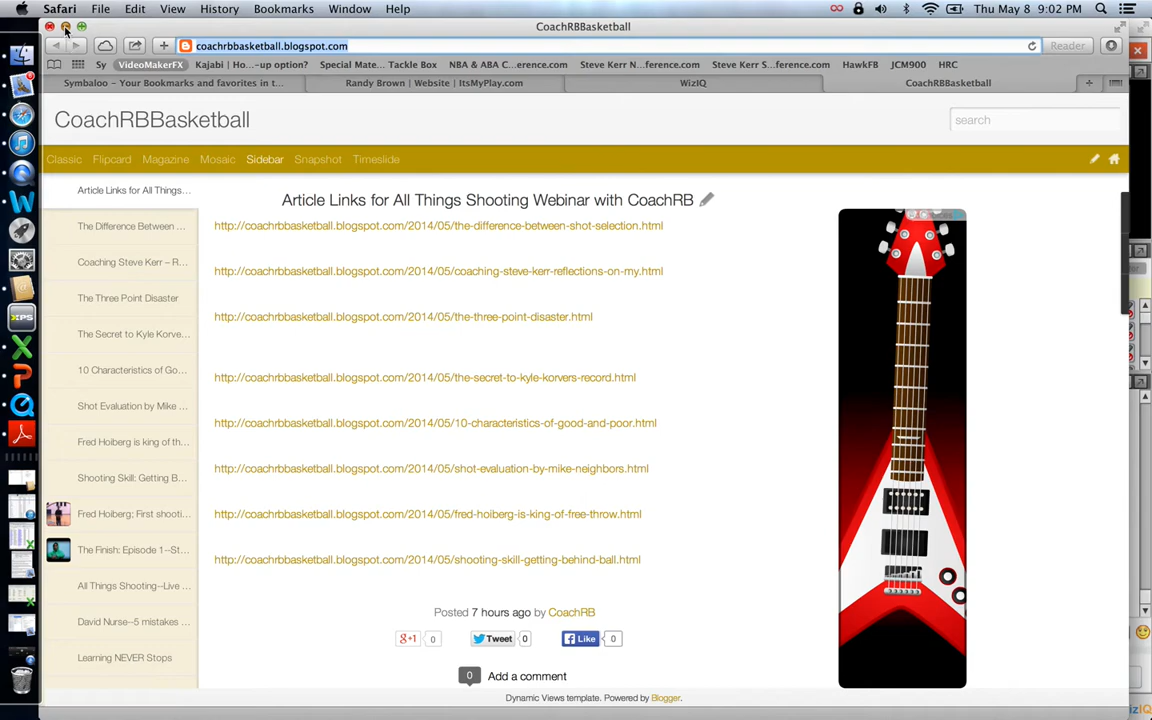 Safari File Edit View History Bookmarks Window Help Thu May 8 9:02 PM
CoachRBBasketball
coachrbbasketball.blogspot.com Reader
Sy VideoMakerFX Kajabi | Ho...-up option? Special Mate... Tackle Box NBA & ABA C...erence.com Steve Kerr N...ference.com Steve Kerr S...ference.com HawkFB JCM900 HRC
Symbaloo – Your Bookmarks and favorites in t... Randy Brown | Website | ItsMyPlay.com WizIQ CoachRBBasketball
CoachRBBasketball search
Classic Flipcard Magazine Mosaic Sidebar Snapshot Timeslide
Article Links for All Things...
The Difference Between ...
Coaching Steve Kerr – R...
The Three Point Disaster
The Secret to Kyle Korve...
10 Characteristics of Go...
Shot Evaluation by Mike ...
Fred Hoiberg is king of th...
Shooting Skill: Getting B...
Fred Hoiberg; First shooti...
The Finish: Episode 1--St...
All Things Shooting--Live ...
David Nurse--5 mistakes ...
Learning NEVER Stops
Article Links for All Things Shooting Webinar with CoachRB
http://coachrbbasketball.blogspot.com/2014/05/the-difference-between-shot-selection.html
http://coachrbbasketball.blogspot.com/2014/05/coaching-steve-kerr-reflections-on-my.html
http://coachrbbasketball.blogspot.com/2014/05/the-three-point-disaster.html
http://coachrbbasketball.blogspot.com/2014/05/the-secret-to-kyle-korvers-record.html
http://coachrbbasketball.blogspot.com/2014/05/10-characteristics-of-good-and-poor.html
http://coachrbbasketball.blogspot.com/2014/05/shot-evaluation-by-mike-neighbors.html
http://coachrbbasketball.blogspot.com/2014/05/fred-hoiberg-is-king-of-free-throw.html
http://coachrbbasketball.blogspot.com/2014/05/shooting-skill-getting-behind-ball.html
Posted 7 hours ago by CoachRB
g+1 0 Tweet 0 Like 0
0 Add a comment
Dynamic Views template. Powered by Blogger.
XPS